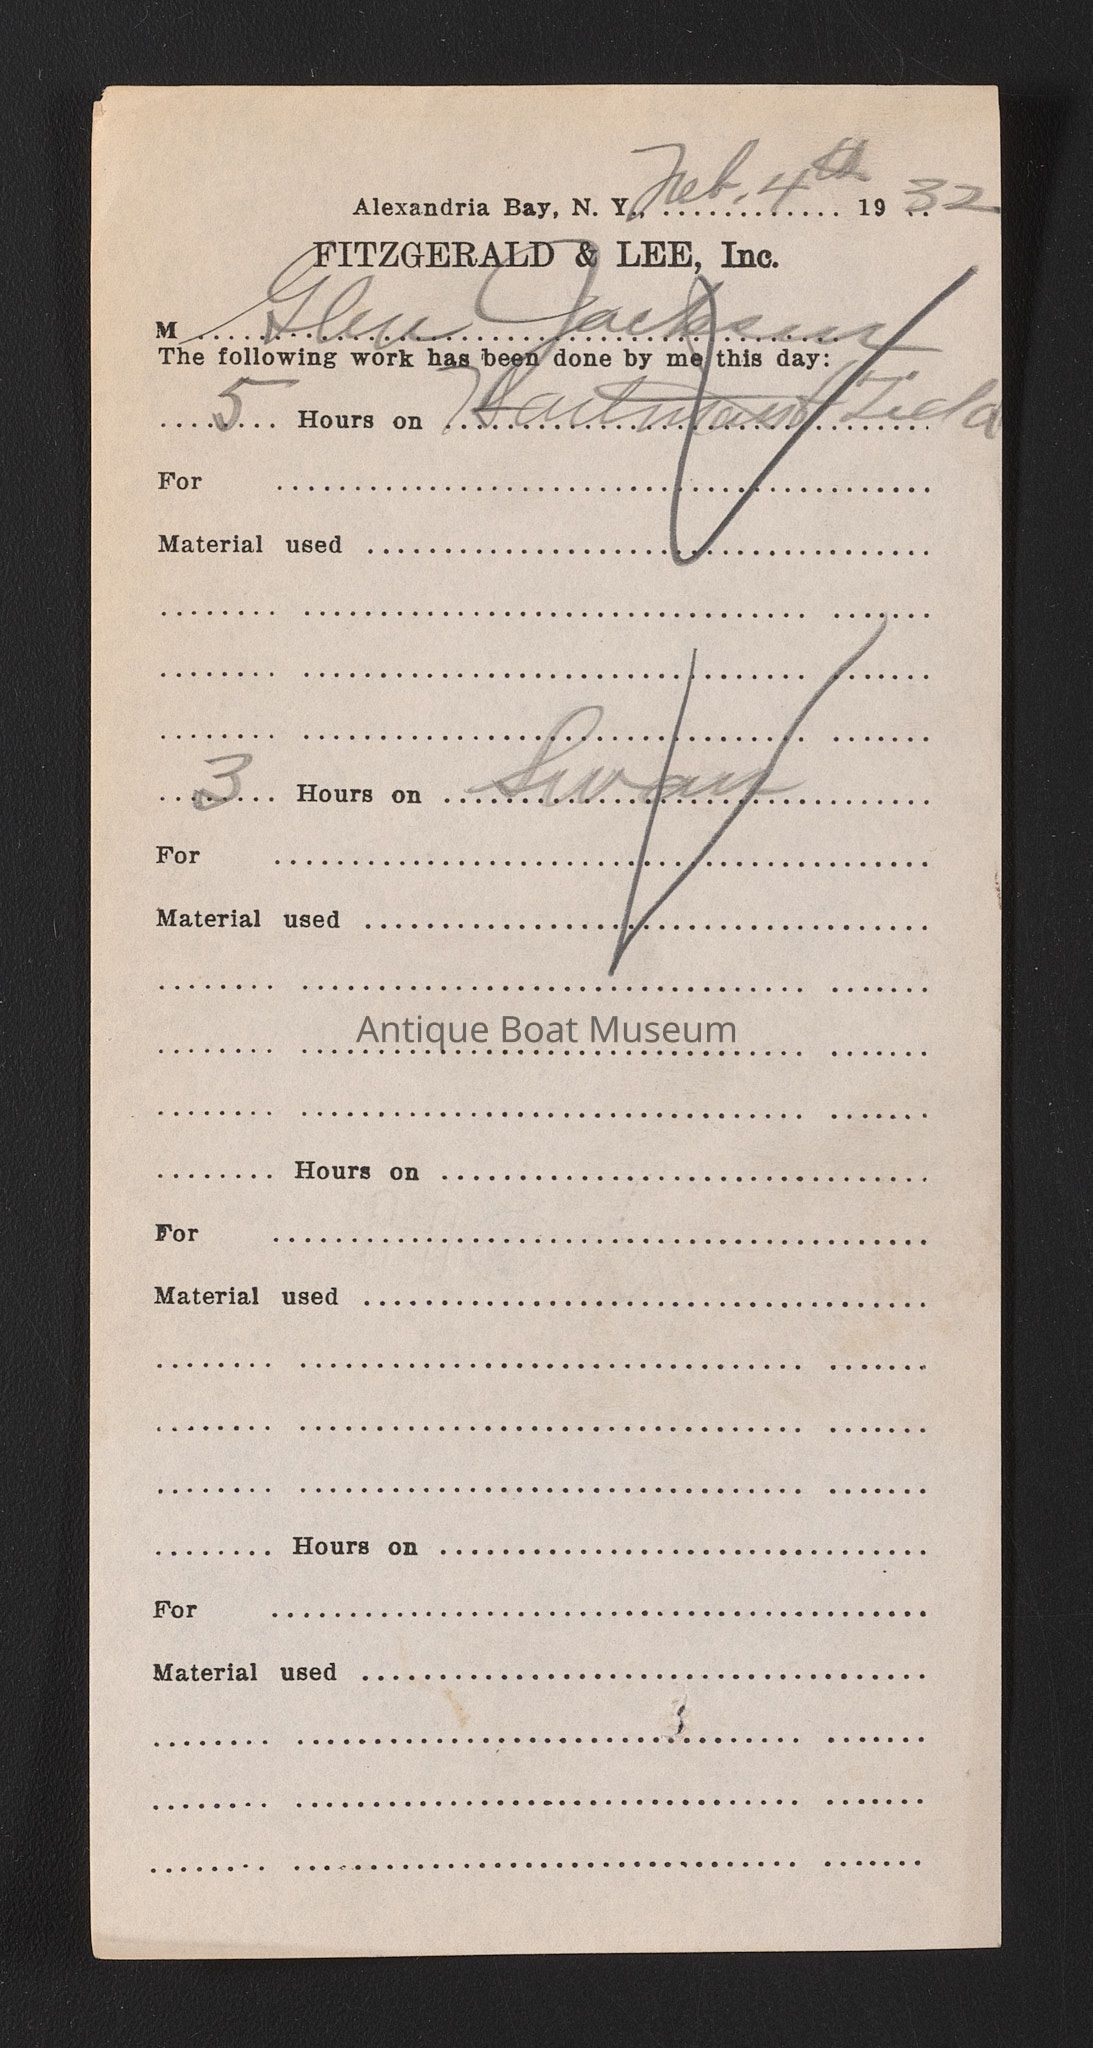 Alexandria Bay, N. Y., Feb. 4th 1932
FITZGERALD & LEE, Inc.
M Glen Jackson
The following work has been done by me this day:
5 Hours on Hartman Field
For
Material used
3 Hours on Swan
For
Material used
Antique Boat Museum
Hours on
For
Material used
Hours on
For
Material used